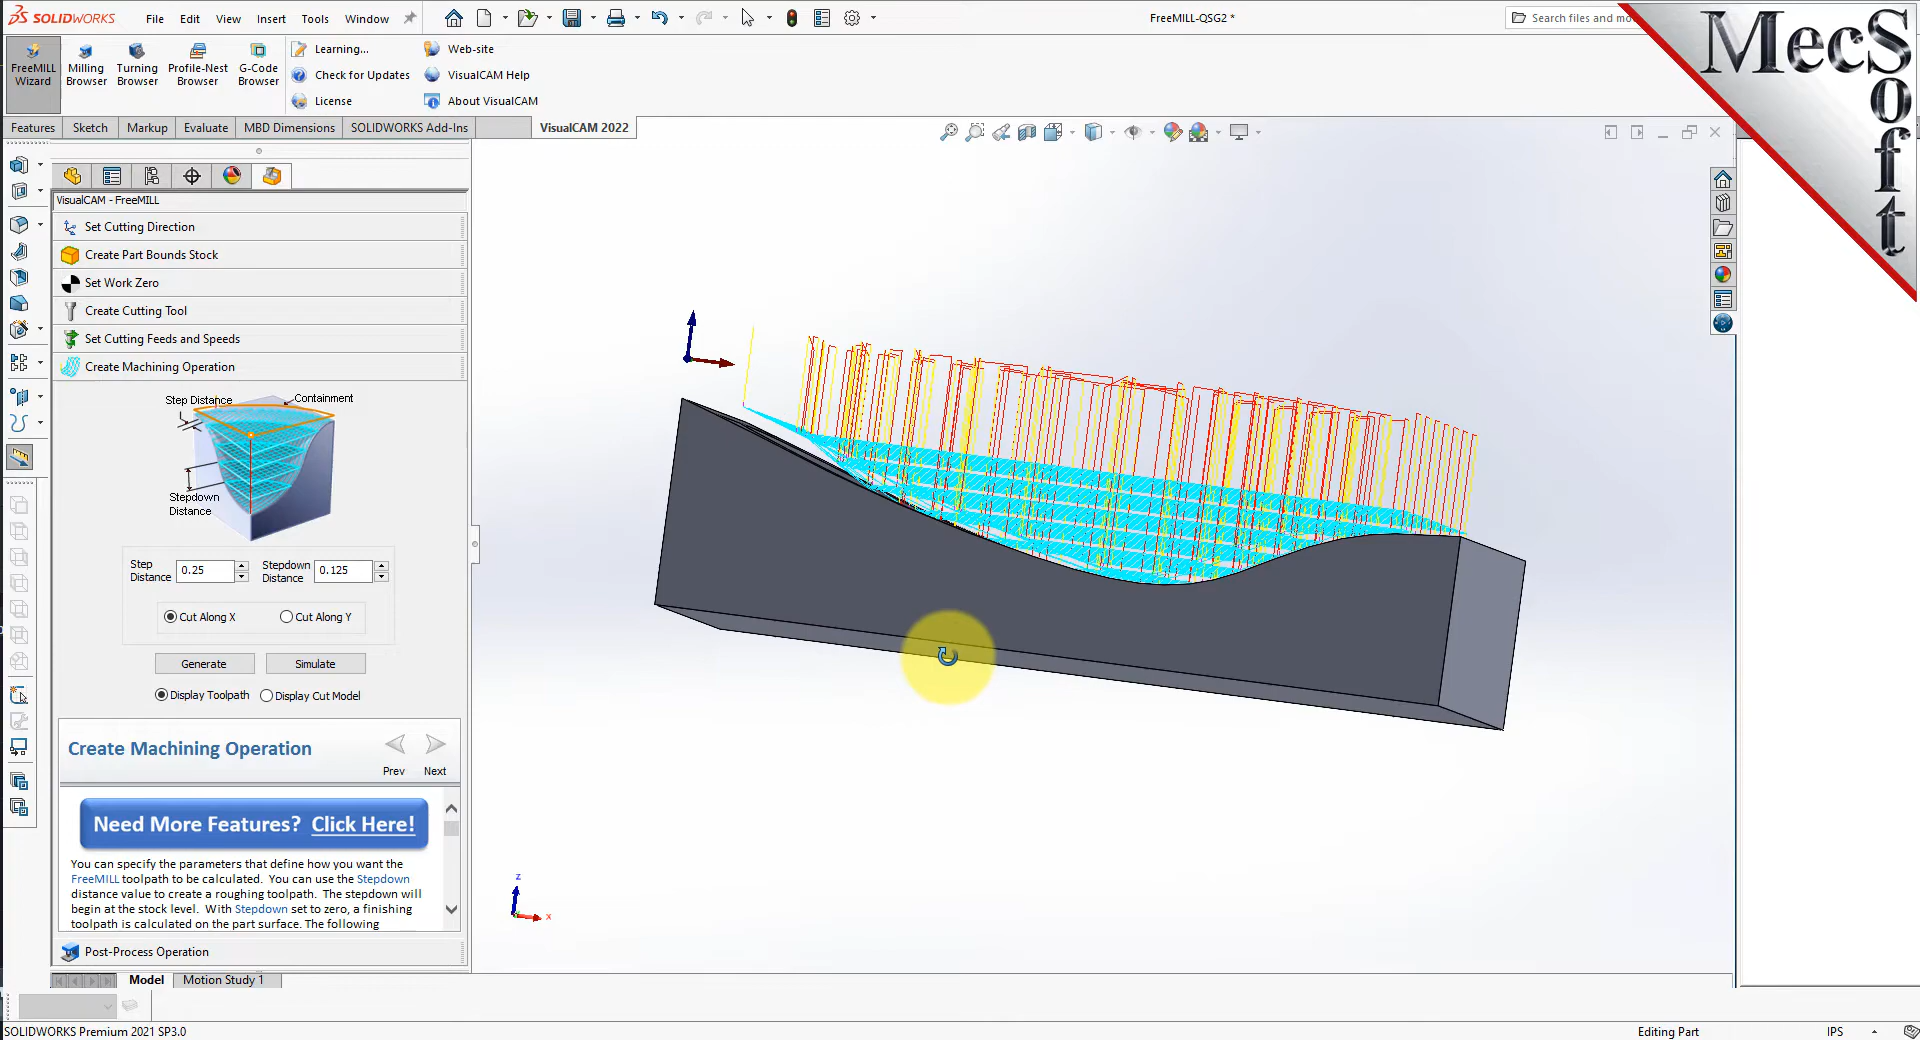 SOLIDWORKS
File
Edit
View
Insert
Tools
Window
FreeMILL-QSG2 *
Search files and mo
FreeMILL
Wizard
Milling
Browser
Turning
Browser
Profile-Nest
Browser
G-Code
Browser
Learning...
Check for Updates
License
Web-site
VisualCAM Help
About VisualCAM
MecSoft
Features
Sketch
Markup
Evaluate
MBD Dimensions
SOLIDWORKS Add-Ins
VisualCAM 2022
VisualCAM - FreeMILL
Set Cutting Direction
Create Part Bounds Stock
Set Work Zero
Create Cutting Tool
Set Cutting Feeds and Speeds
Create Machining Operation
Step Distance
Containment
Stepdown
Distance
Step
Distance
0.25
Stepdown
Distance
0.125
Cut Along X
Cut Along Y
Generate
Simulate
Display Toolpath
Display Cut Model
Create Machining Operation
Prev
Next
Need More Features? Click Here!
You can specify the parameters that define how you want the
FreeMILL toolpath to be calculated. You can use the Stepdown
distance value to create a roughing toolpath. The stepdown will
begin at the stock level. With Stepdown set to zero, a finishing
toolpath is calculated on the part surface. The following
z
x
Post-Process Operation
Model
Motion Study 1
SOLIDWORKS Premium 2021 SP3.0
Editing Part
IPS